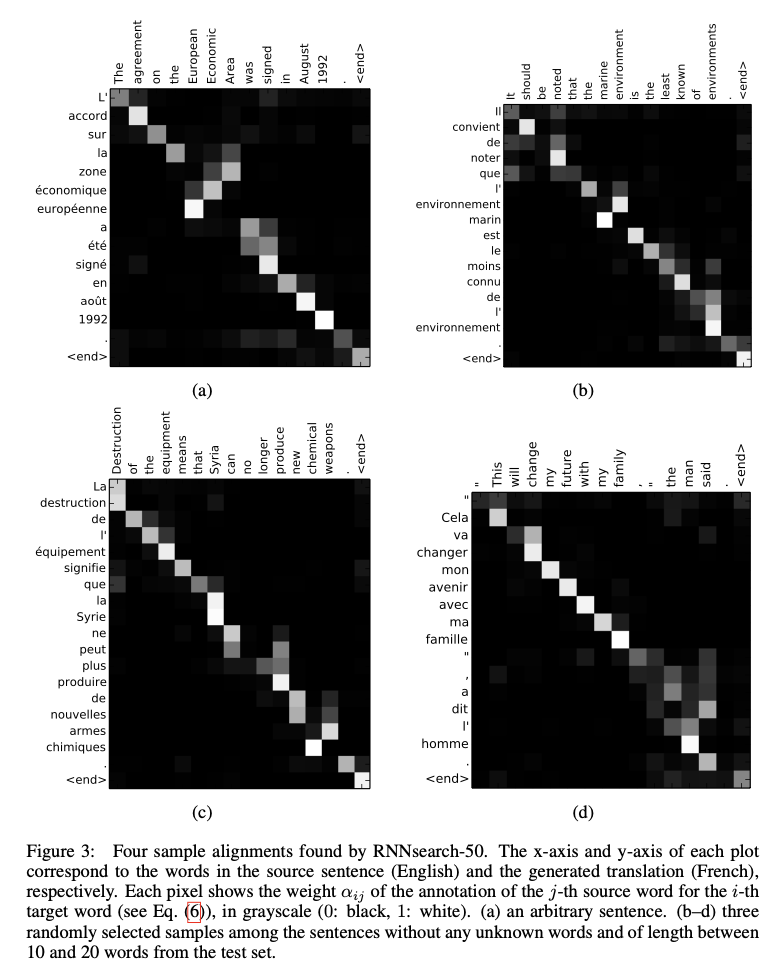 The agreement on the European Economic Area was signed in August 1992 . <end>
L'
accord
sur
la
zone
économique
européenne
a
été
signé
en
août
1992
.
<end>
(a)
It should be noted that the marine environment is the least known of environments . <end>
Il
convient
de
noter
que
l'
environnement
marin
est
le
moins
connu
de
l'
environnement
.
<end>
(b)
Destruction of the equipment means that Syria can no longer produce new chemical weapons . <end>
La
destruction
de
l'
équipement
signifie
que
la
Syrie
ne
peut
plus
produire
de
nouvelles
armes
chimiques
.
<end>
(c)
" This will change my future with my family , " the man said . <end>
"
Cela
va
changer
mon
avenir
avec
ma
famille
"
,
a
dit
l'
homme
.
<end>
(d)
Figure 3: Four sample alignments found by RNNsearch-50. The x-axis and y-axis of each plot
correspond to the words in the source sentence (English) and the generated translation (French),
respectively. Each pixel shows the weight αij of the annotation of the j-th source word for the i-th
target word (see Eq. (6)), in grayscale (0: black, 1: white). (a) an arbitrary sentence. (b–d) three
randomly selected samples among the sentences without any unknown words and of length between
10 and 20 words from the test set.